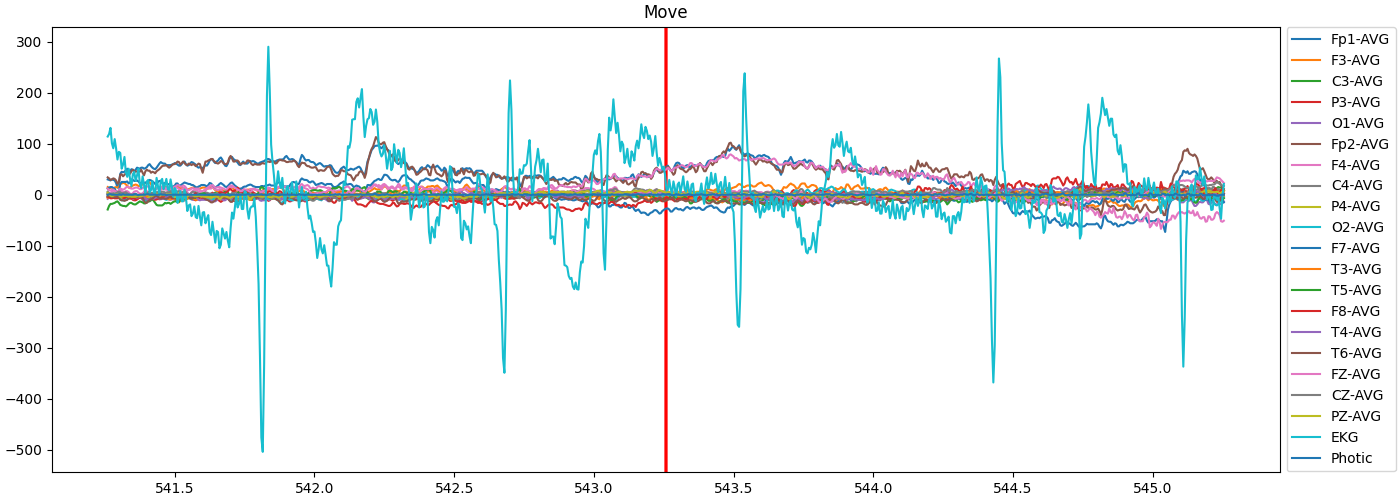 Move
300
200
100
0
−100
−200
−300
−400
−500
541.5 542.0 542.5 543.0 543.5 544.0 544.5 545.0
Fp1-AVG
F3-AVG
C3-AVG
P3-AVG
O1-AVG
Fp2-AVG
F4-AVG
C4-AVG
P4-AVG
O2-AVG
F7-AVG
T3-AVG
T5-AVG
F8-AVG
T4-AVG
T6-AVG
FZ-AVG
CZ-AVG
PZ-AVG
EKG
Photic